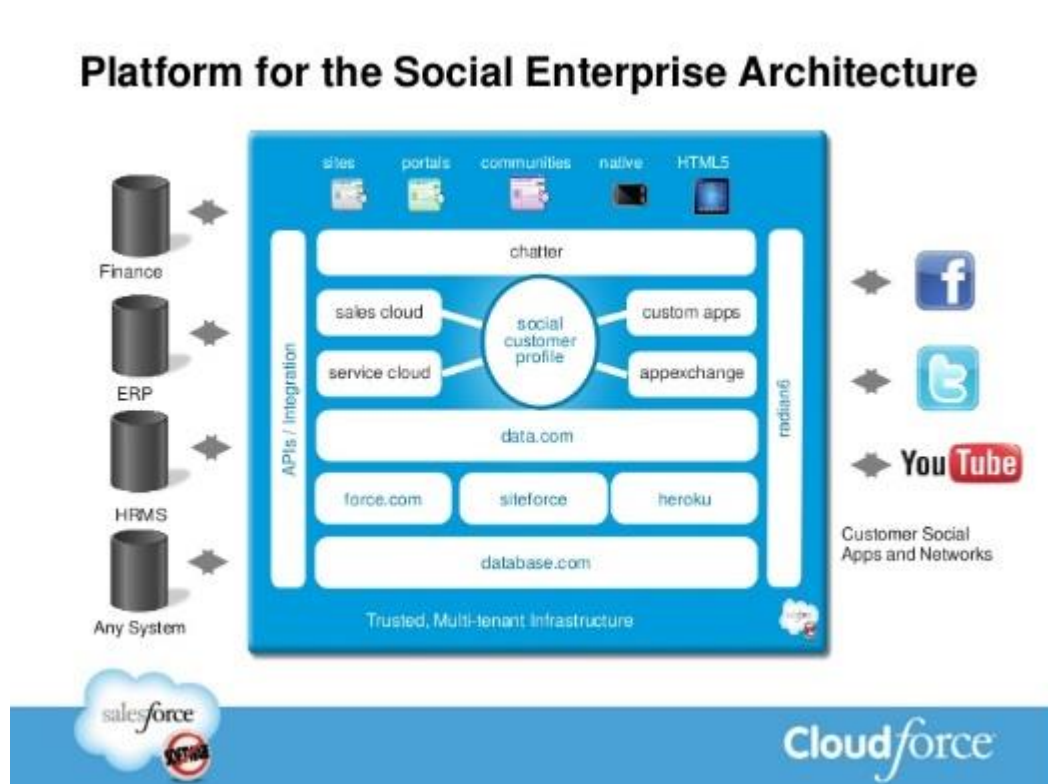 Platform for the Social Enterprise Architecture
sites portals communities native HTML5
Finance
ERP
HRMS
Any System
APIs / Integration
chatter
sales cloud
service cloud
social
customer
profile
custom apps
appexchange
data.com
force.com siteforce heroku
database.com
radian6
Trusted, Multi-tenant Infrastructure
f
t
YouTube
Customer Social
Apps and Networks
salesforce
SOFTWARE
Cloudforce